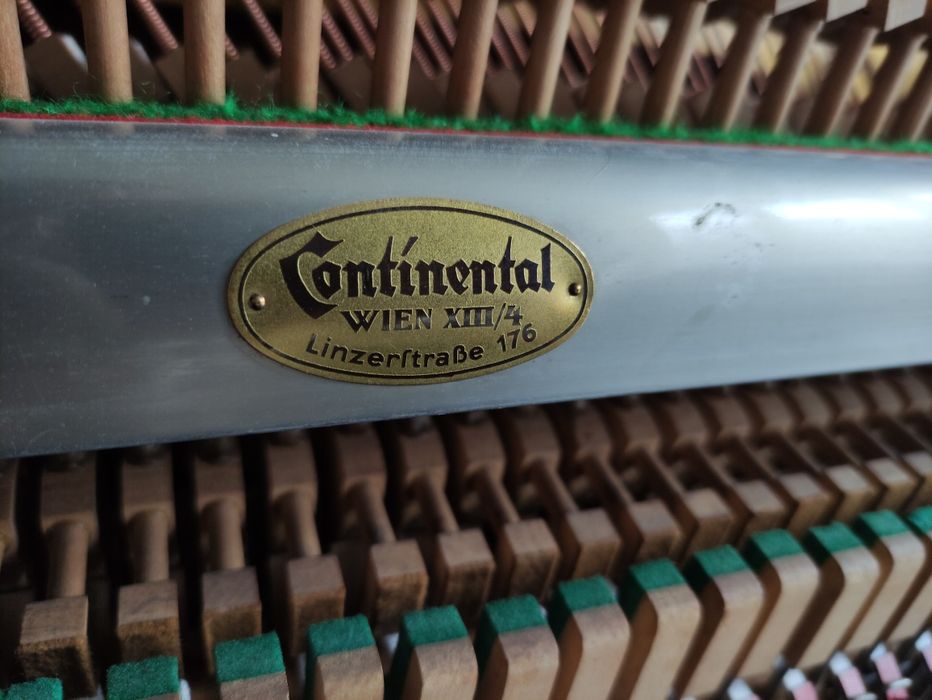 Continental
WIEN XIII/4
Linzerſtraße 176